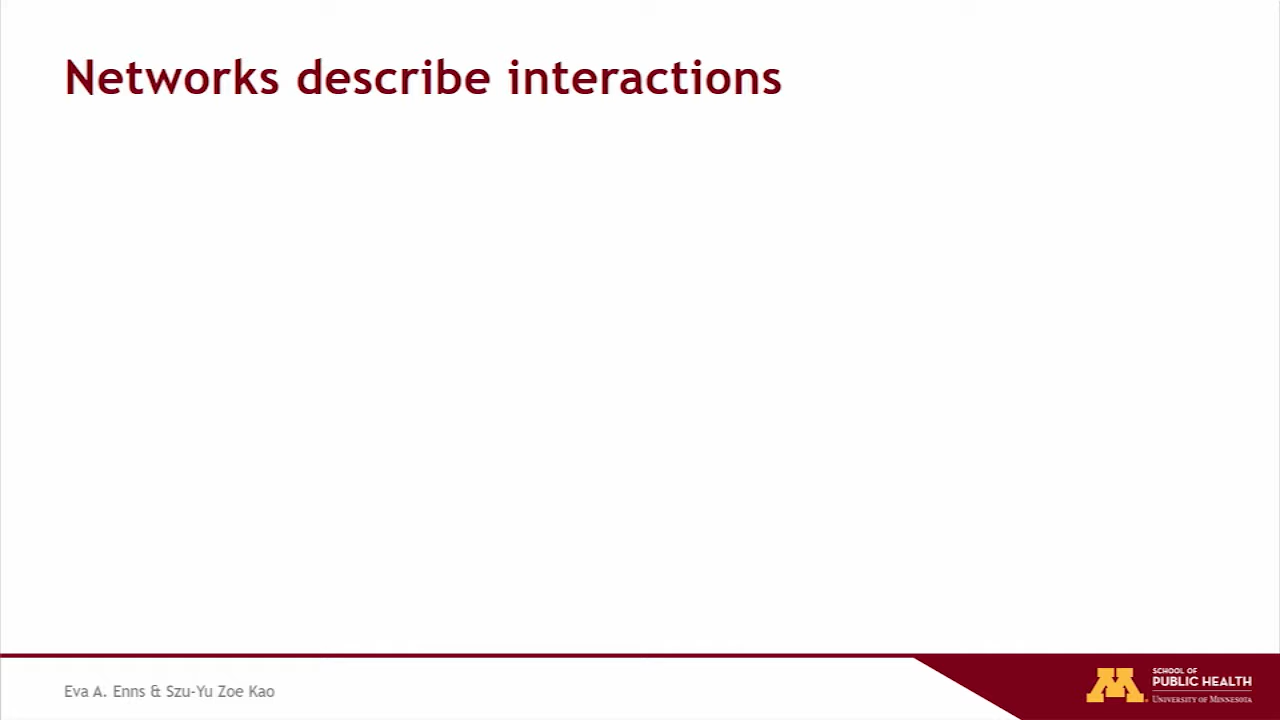 Networks describe interactions
Eva A. Enns & Szu-Yu Zoe Kao
M
SCHOOL OF
PUBLIC HEALTH
UNIVERSITY OF MINNESOTA